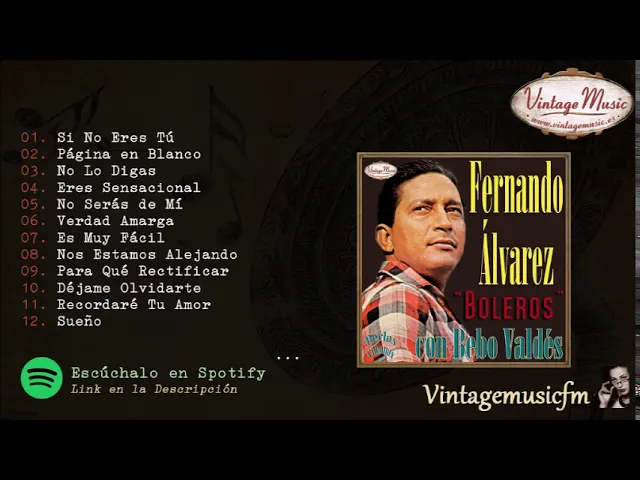 Vintage Music
www.vintagemusic.es
01. Si No Eres Tú
02. Página en Blanco
03. No Lo Digas
04. Eres Sensacional
05. No Serás de Mí
06. Verdad Amarga
07. Es Muy Fácil
08. Nos Estamos Alejando
09. Para Qué Rectificar
10. Déjame Olvidarte
11. Recordaré Tu Amor
12. Sueño
...
Escúchalo en Spotify
Link en la Descripción
Vintage Music
Fernando
Álvarez
"BOLEROS"
con Bebo Valdés
Vintagemusicfm